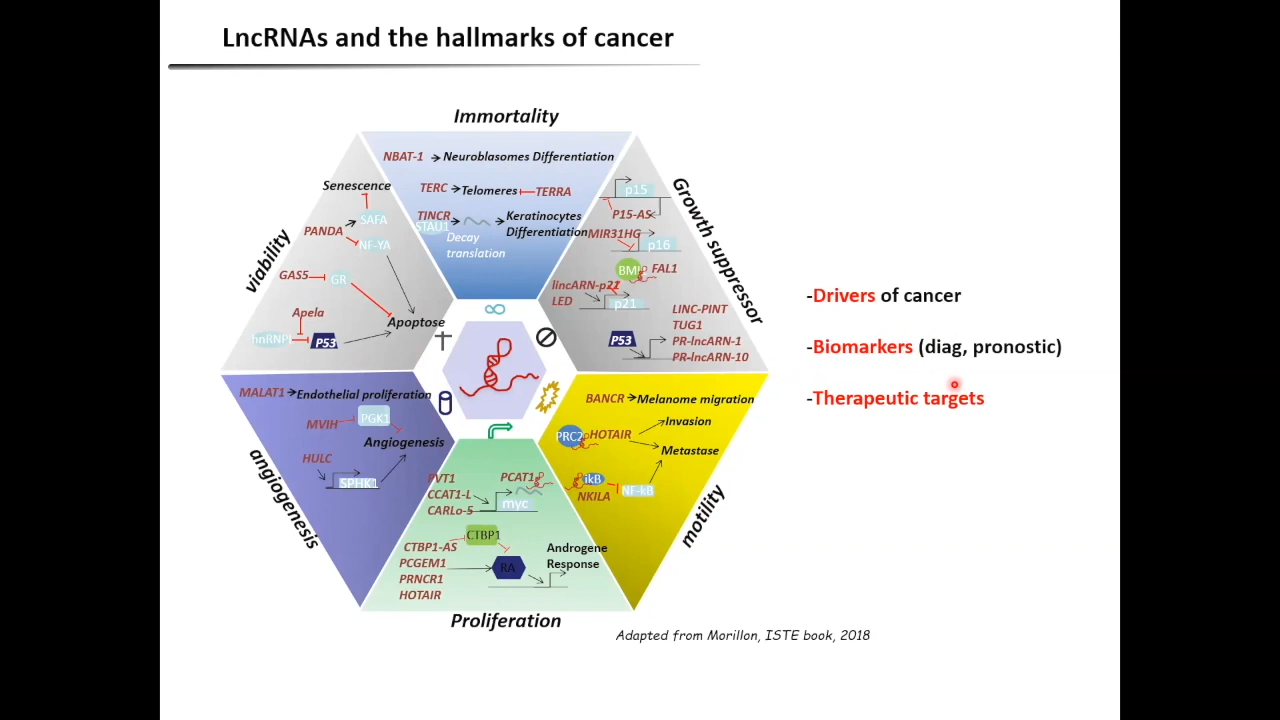 LncRNAs and the hallmarks of cancer
Immortality
NBAT-1 Neuroblasomes Differentiation
TERC Telomeres TERRA
TINCR Keratinocytes
STAU1 Differentiation
Decay
translation
Growth suppressor
p15
P15-AS
MIR31HG
p16
BMI FAL1
lincARN-p21
LED
p21
LINC-PINT
TUG1
P53 PR-lncARN-1
PR-lncARN-10
viability
Senescence
SAFA
PANDA
NF-YA
GAS5 GR
Apela
Apoptose
hnRNPL P53
angiogenesis
MALAT1 Endothelial proliferation
MVIH PGK1
Angiogenesis
HULC
SPHK1
motility
BANCR Melanome migration
Invasion
PRC2 HOTAIR
Metastase
ikB
NKILA NF-kB
PVT1 PCAT1
CCAT1-L
CARLo-5 myc
CTBP1
CTBP1-AS Androgene
PCGEM1 RA Response
PRNCR1
HOTAIR
Proliferation
-Drivers of cancer
-Biomarkers (diag, pronostic)
-Therapeutic targets
Adapted from Morillon, ISTE book, 2018